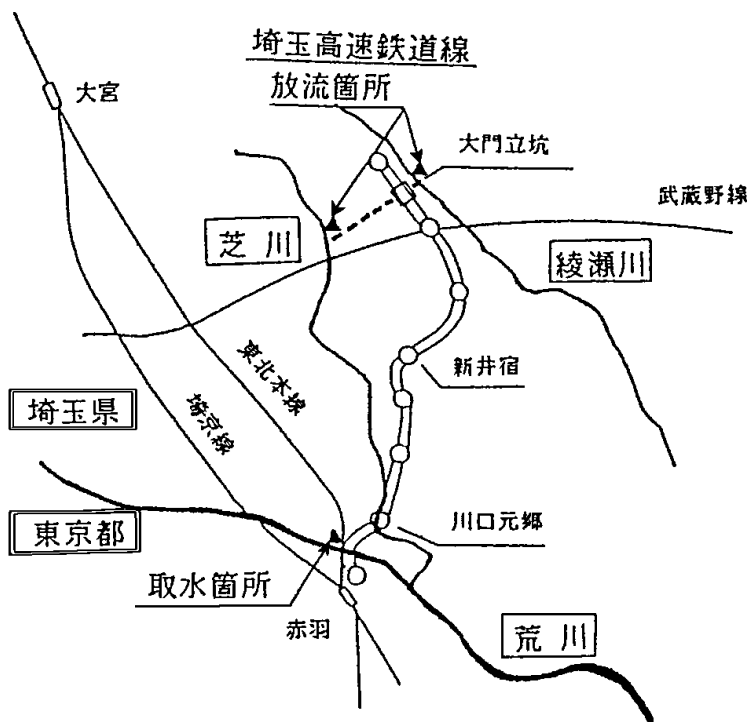 埼玉高速鉄道線
放流箇所
大宮
大門立坑
武蔵野線
芝川
綾瀬川
東北本線
新井宿
埼玉県
埼京線
川口元郷
東京都
取水箇所
赤羽
荒川